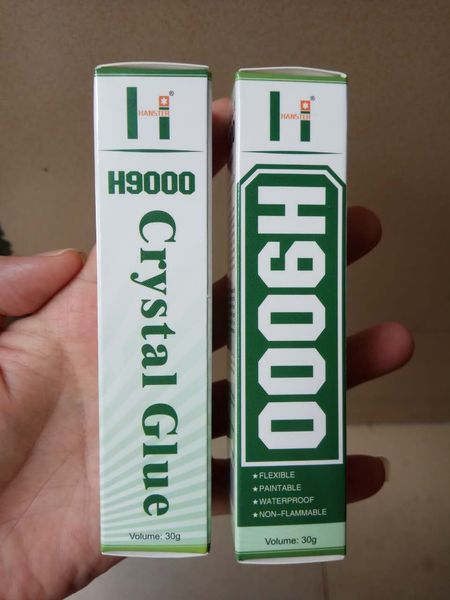 HANSTER®
H9000
Crystal Glue
Volume: 30g
HANSTER®
H9000
★FLEXIBLE
★PAINTABLE
★WATERPROOF
★NON-FLAMMABLE
Volume: 30g